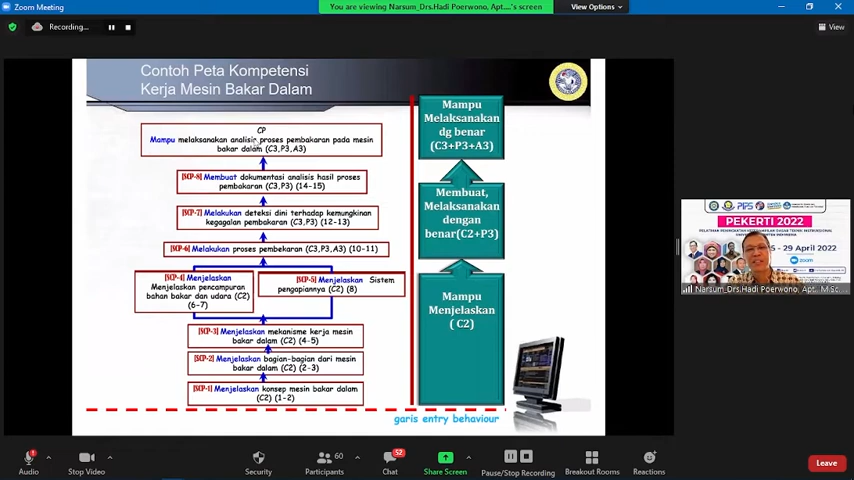 Zoom Meeting
You are viewing Narsum_Drs.Hadi Poerwono, Apt....'s screen
View Options
Recording...
View
Contoh Peta Kompetensi
Kerja Mesin Bakar Dalam
CP
Mampu melaksanakan analisis proses pembakaran pada mesin
bakar dalam (C3,P3,A3)
[SCP-8] Membuat dokumentasi analisis hasil proses
pembakaran (C3,P3) (14-15)
[SCP-7] Melakukan deteksi dini terhadap kemungkinan
kegagalan pembakaran (C3,P3) (12-13)
[SCP-6] Melakukan proses pembekaran (C3,P3,A3) (10-11)
[SCP-4] Menjelaskan
Menjelaskan pencampuran
bahan bakar dan udara (C2)
(6-7)
[SCP-5] Menjelaskan Sistem
pengapiannya (C2) (8)
[SCP-3] Menjelaskan mekanisme kerja mesin
bakar dalam (C2) (4-5)
[SCP-2] Menjelaskan bagian-bagian dari mesin
bakar dalam (C2) (2-3)
[SCP-1] Menjelaskan konsep mesin bakar dalam
(C2) (1-2)
Mampu
Melaksanakan
dg benar
(C3+P3+A3)
Membuat,
Melaksanakan
dengan
benar(C2+P3)
Mampu
Menjelaskan
( C2)
garis entry behaviour
PIPS
PEKERTI 2022
- 29 April 2022
zoom
Narsum_Drs.Hadi Poerwono, Apt., M.Sc.
1
60
52
Audio
Stop Video
Security
Participants
Chat
Share Screen
Pause/Stop Recording
Breakout Rooms
Reactions
Leave